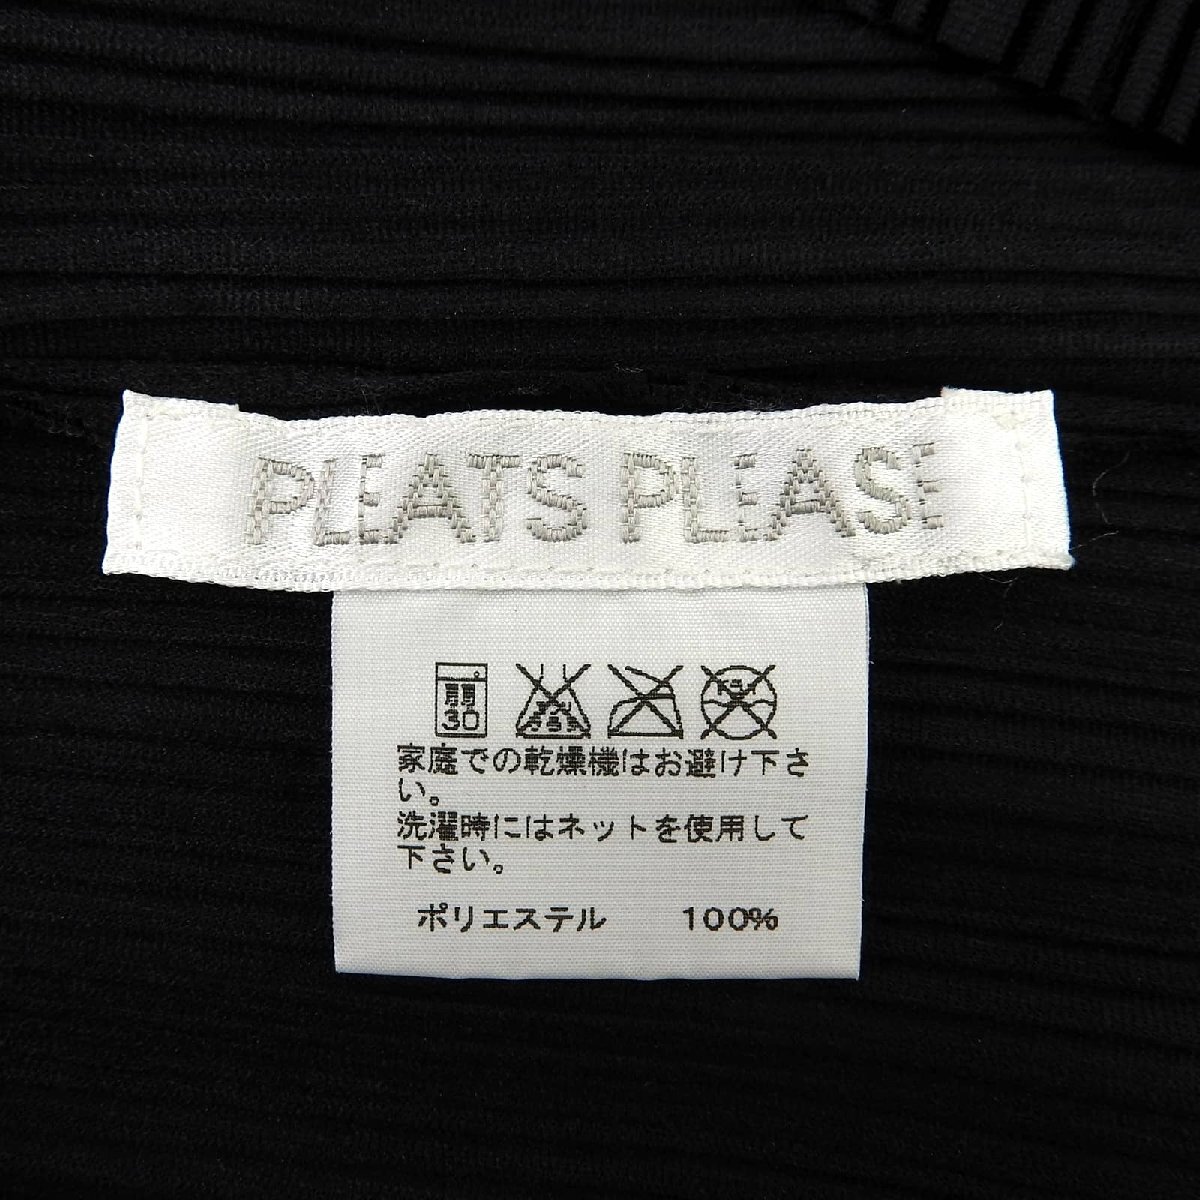 PLEATS PLEASE
弱
30
家庭での乾燥機はお避け下さ
い。
洗濯時にはネットを使用して
下さい。
ポリエステル 100%